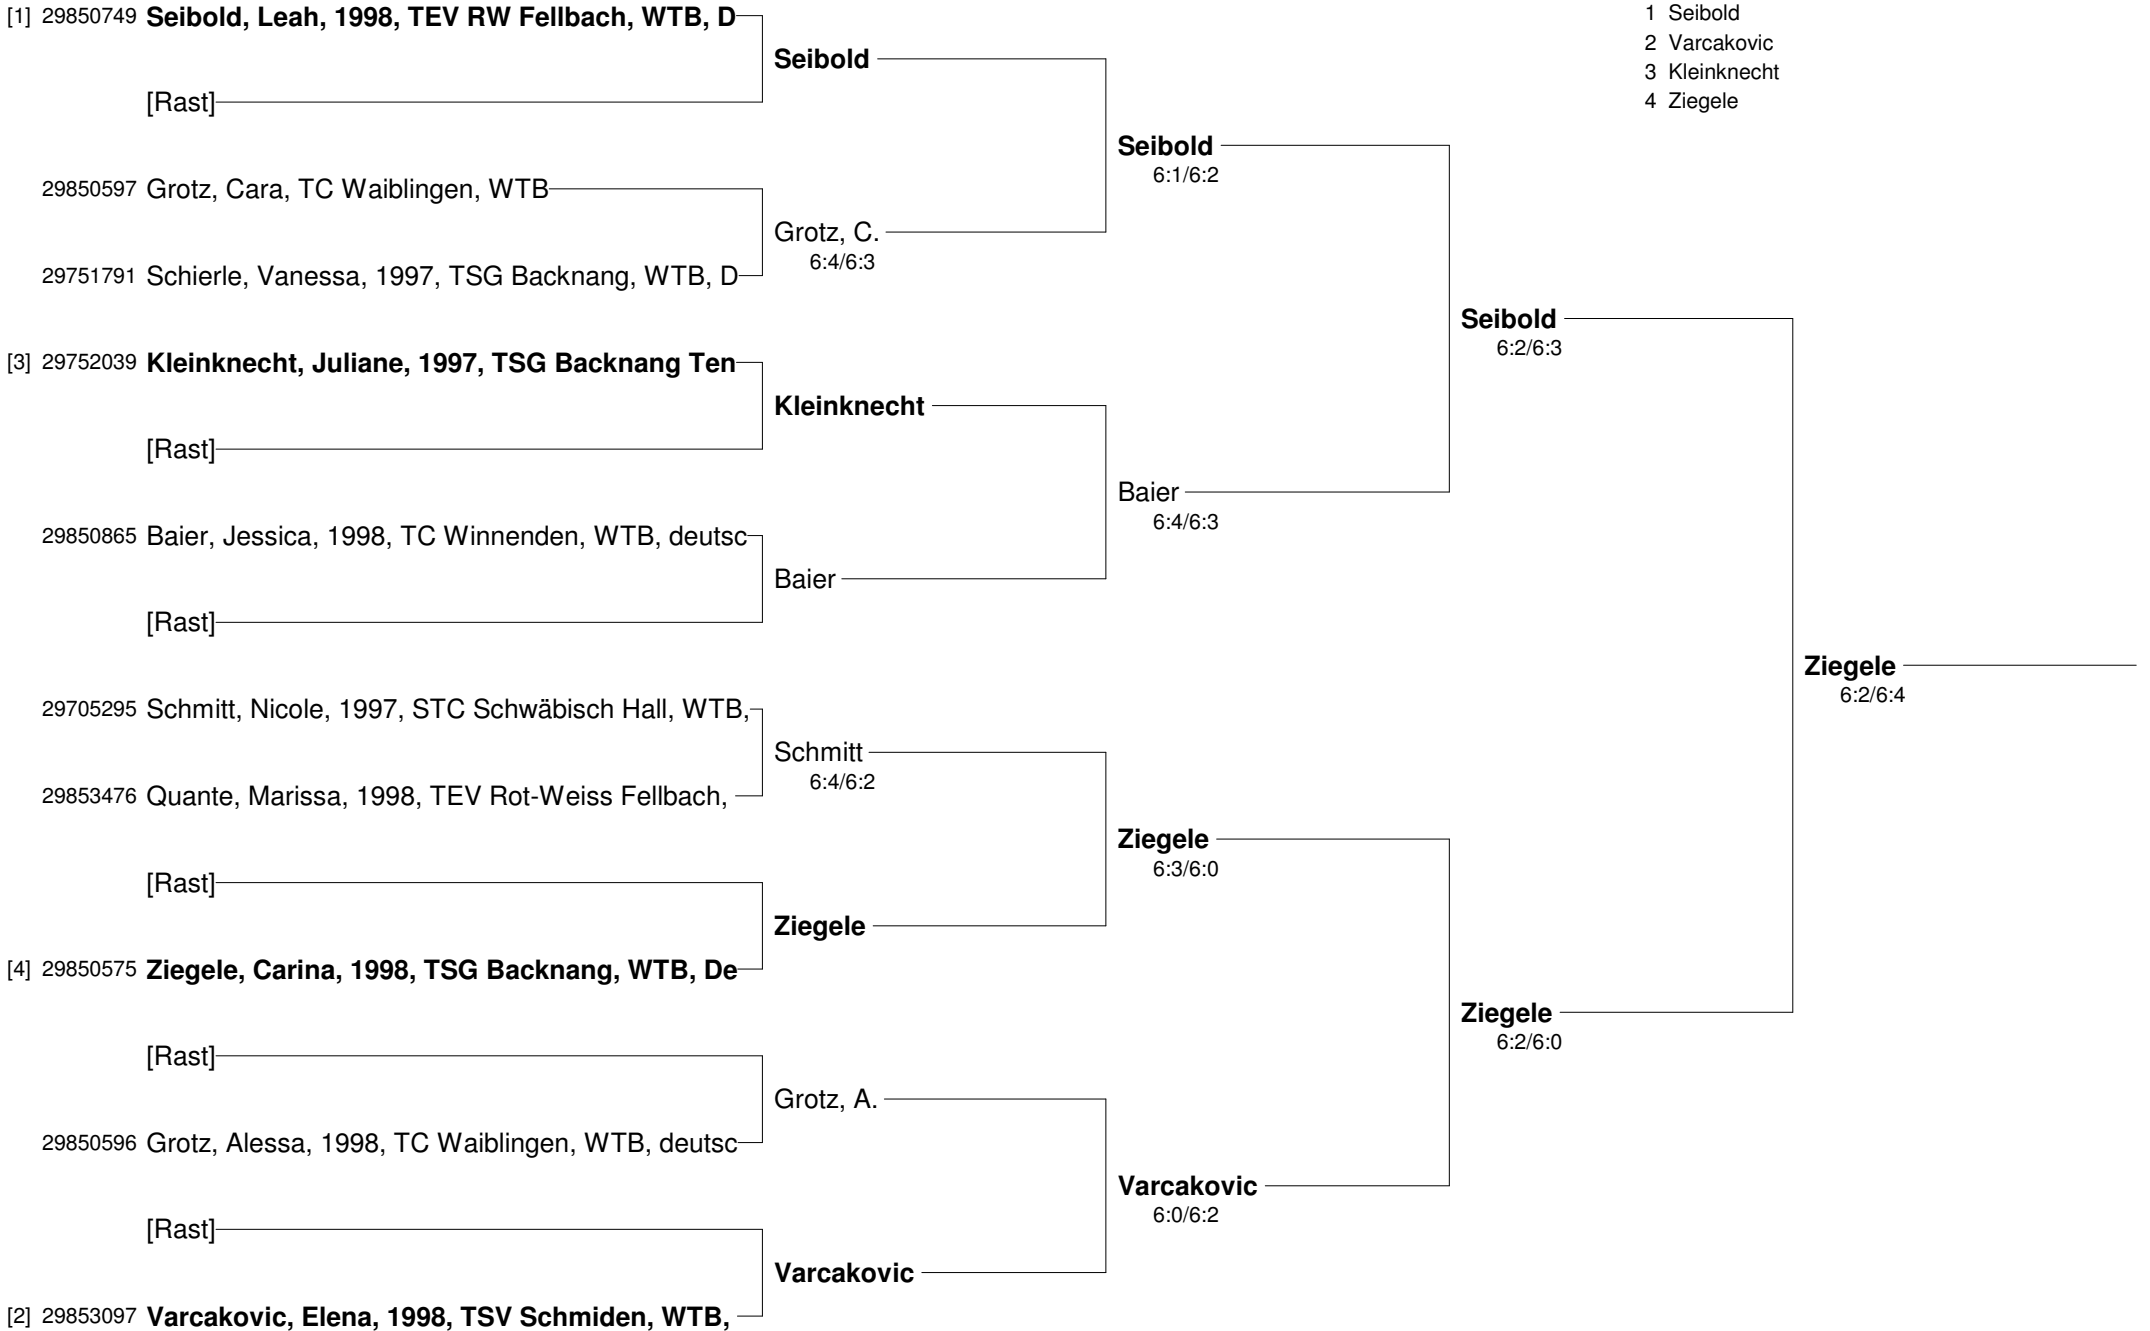 [1] 29850749 Seibold, Leah, 1998, TEV RW Fellbach, WTB, D
1 Seibold
2 Varcakovic
3 Kleinknecht
4 Ziegele
Seibold
[Rast]
Seibold
6:1/6:2
29850597 Grotz, Cara, TC Waiblingen, WTB
Grotz, C.
6:4/6:3
29751791 Schierle, Vanessa, 1997, TSG Backnang, WTB, D
Seibold
6:2/6:3
[3] 29752039 Kleinknecht, Juliane, 1997, TSG Backnang Ten
Kleinknecht
[Rast]
Baier
6:4/6:3
29850865 Baier, Jessica, 1998, TC Winnenden, WTB, deutsc
Baier
[Rast]
Ziegele
6:2/6:4
29705295 Schmitt, Nicole, 1997, STC Schwäbisch Hall, WTB,
Schmitt
6:4/6:2
29853476 Quante, Marissa, 1998, TEV Rot-Weiss Fellbach,
Ziegele
6:3/6:0
[Rast]
Ziegele
[4] 29850575 Ziegele, Carina, 1998, TSG Backnang, WTB, De
Ziegele
6:2/6:0
[Rast]
Grotz, A.
29850596 Grotz, Alessa, 1998, TC Waiblingen, WTB, deutsc
Varcakovic
6:0/6:2
[Rast]
Varcakovic
[2] 29853097 Varcakovic, Elena, 1998, TSV Schmiden, WTB,